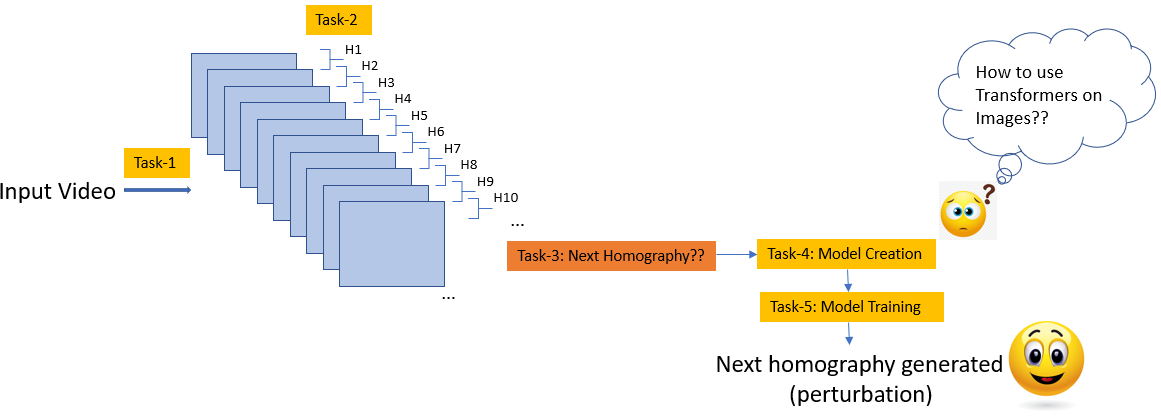 Task-2
H1
H2
H3
H4
H5
H6
H7
H8
H9
H10
...
Task-1
Input Video
...
How to use
Transformers on
Images??
?
Task-3: Next Homography??
Task-4: Model Creation
Task-5: Model Training
Next homography generated
(perturbation)